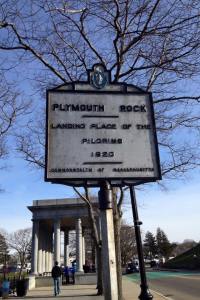 PLYMOUTH ROCK
LANDING PLACE OF THE
PILGRIMS
1620
COMMONWEALTH OF MASSACHUSETTS